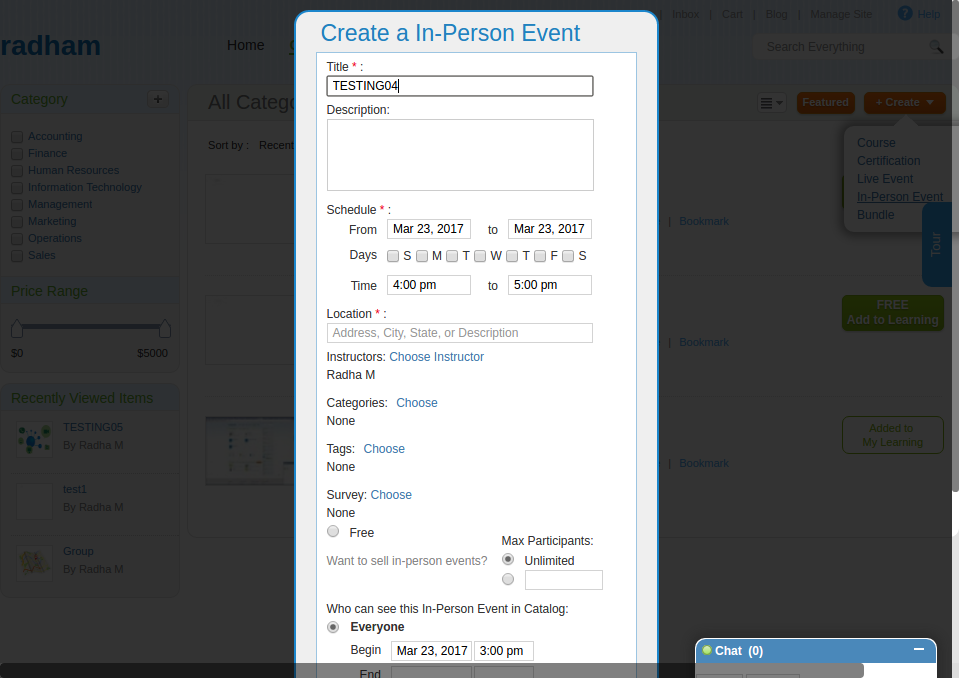 Inbox | Cart | Blog | Manage Site Help
radham
Home
Search Everything
Create a In-Person Event
Category +
Accounting
Finance
Human Resources
Information Technology
Management
Marketing
Operations
Sales
Price Range
$0 $5000
Recently Viewed Items
TESTING05
By Radha M
test1
By Radha M
Group
By Radha M
All Catego
Sort by : Recent
Title * :
TESTING04
Description:
Schedule * :
From Mar 23, 2017 to Mar 23, 2017
Days S M T W T F S
Time 4:00 pm to 5:00 pm
Location * :
Address, City, State, or Description
Instructors: Choose Instructor
Radha M
Categories: Choose
None
Tags: Choose
None
Survey: Choose
None
Free
Want to sell in-person events?
Max Participants:
Unlimited
Who can see this In-Person Event in Catalog:
Everyone
Begin Mar 23, 2017 3:00 pm
End
Featured + Create
Course
Certification
Live Event
In-Person Event
Bundle
Tour
| Bookmark
FREE
Add to Learning
| Bookmark
Added to
My Learning
| Bookmark
Chat (0)